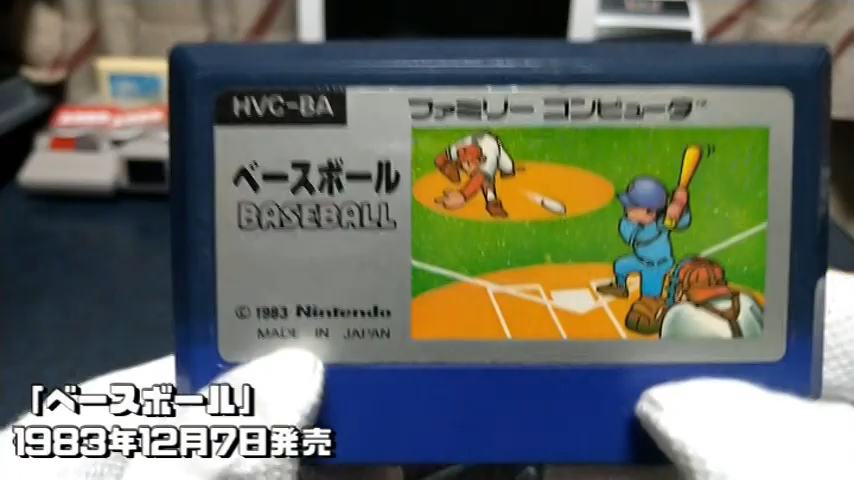 HVC-BA
ファミリー コンピュータ™
ベースボール
BASEBALL
© 1983 Nintendo
MADE IN JAPAN
「ベースボール」
1983年12月7日発売